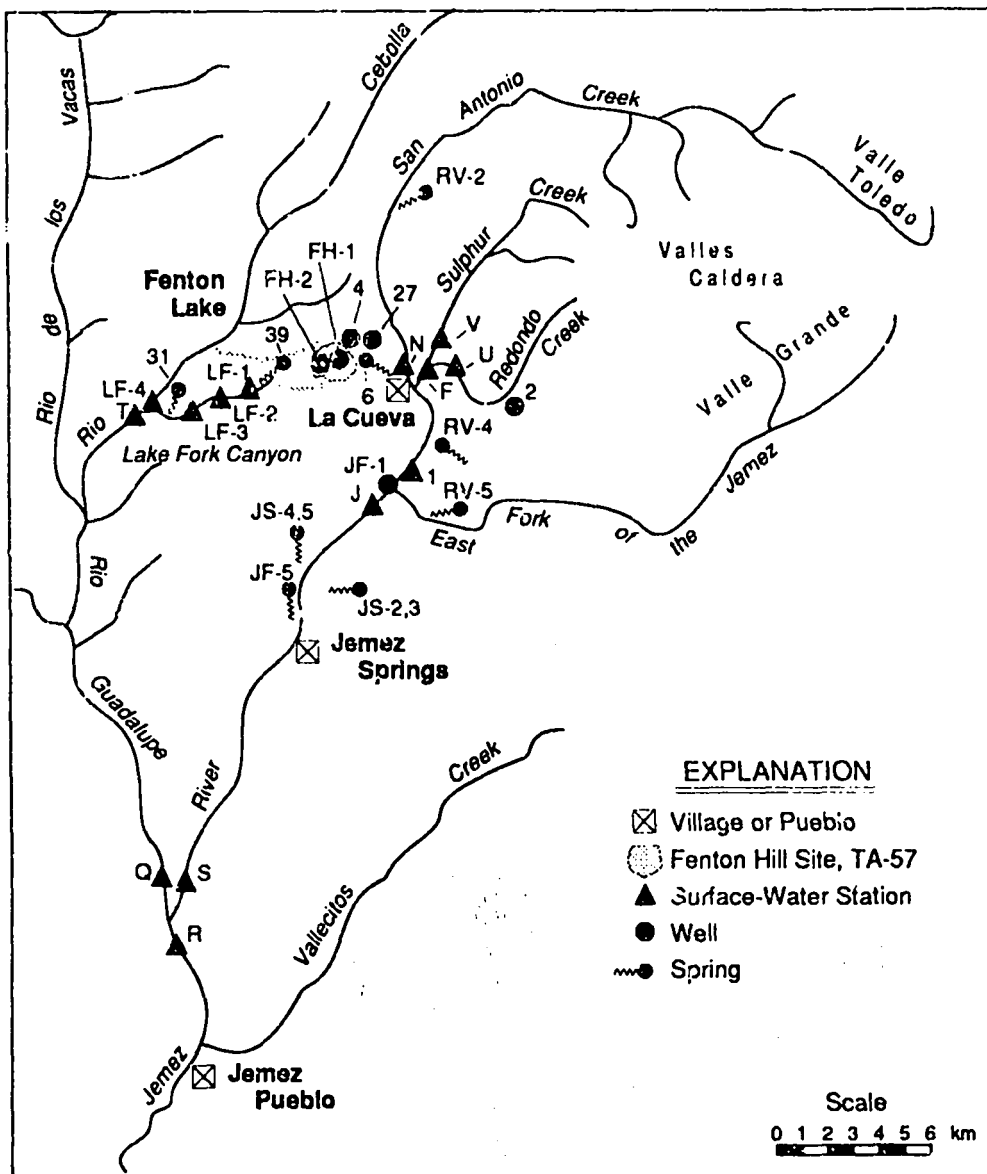 Vacas
Cebolla
San Antonio Creek
Valle Toledo
RV-2
Creek
Sulphur
los
de
Rio
FH-1
FH-2
4
27
Fenton
Lake
Valles
Caldera
39
N
V
U
F
Redondo
Creek
Valle Grande
31
LF-1
LF-4
T
LF-2
LF-3
6
2
La Cueva
Rio
Lake Fork Canyon
RV-4
JF-1
1
J
RV-5
East Fork of the Jemez
JS-4,5
Rio
JF-5
JS-2,3
Jemez
Springs
Guadalupe
River
Creek
Vallecitos
Q
S
R
Jemez
Jemez
Pueblo
EXPLANATION
Village or Pueblo
Fenton Hill Site, TA-57
Surface-Water Station
Well
Spring
Scale
0 1 2 3 4 5 6 km